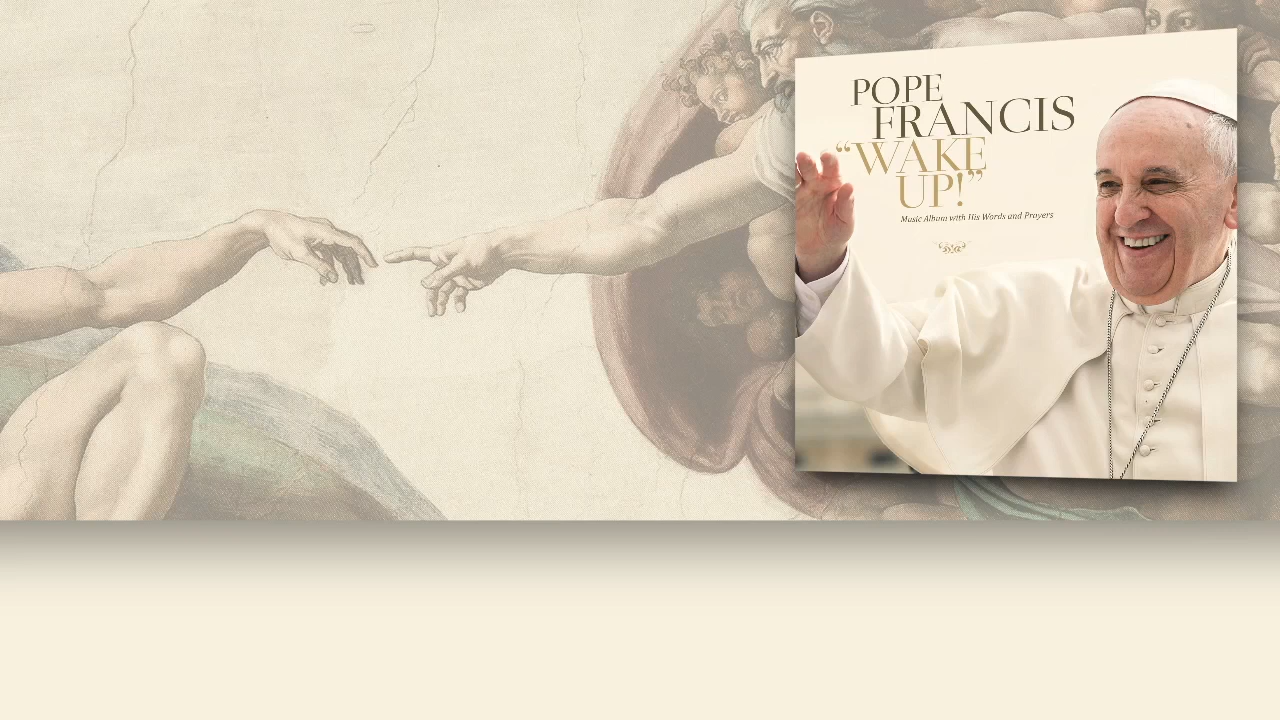 POPE
FRANCIS
“WAKE
UP!”
Music Album with His Words and Prayers